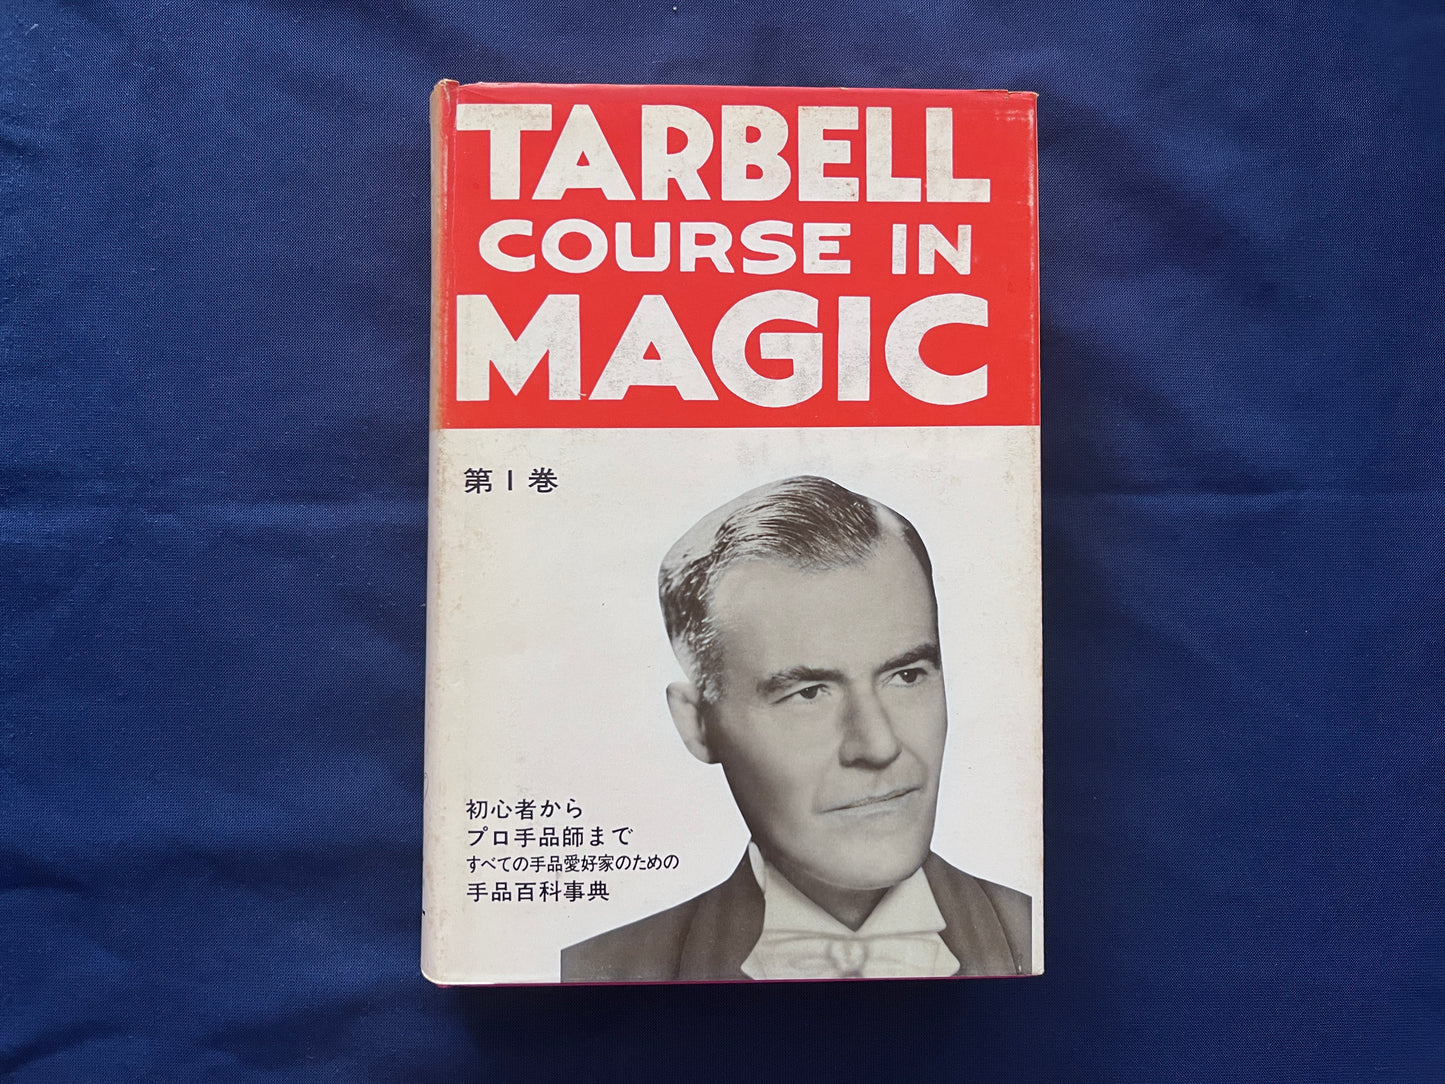 TARBELL
COURSE IN
MAGIC
第1巻
初心者から
プロ手品師まで
すべての手品愛好家のための
手品百科事典